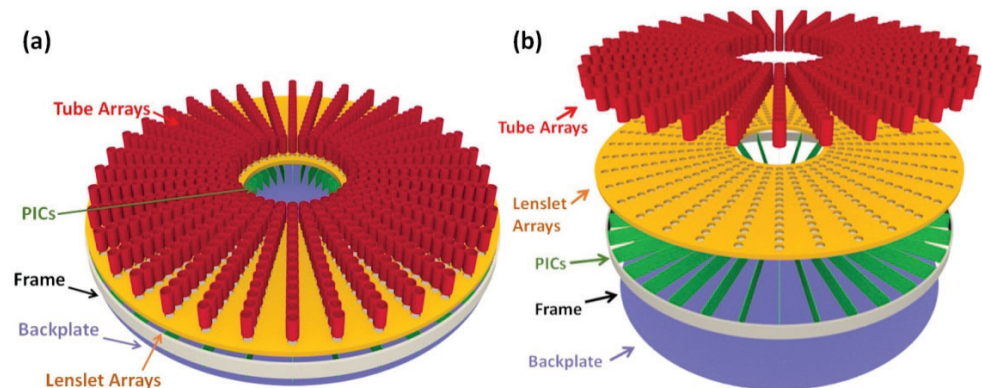 (a)
Tube Arrays
PICs
Frame
Backplate
Lenslet Arrays
(b)
Tube Arrays
Lenslet
Arrays
PICs
Frame
Backplate